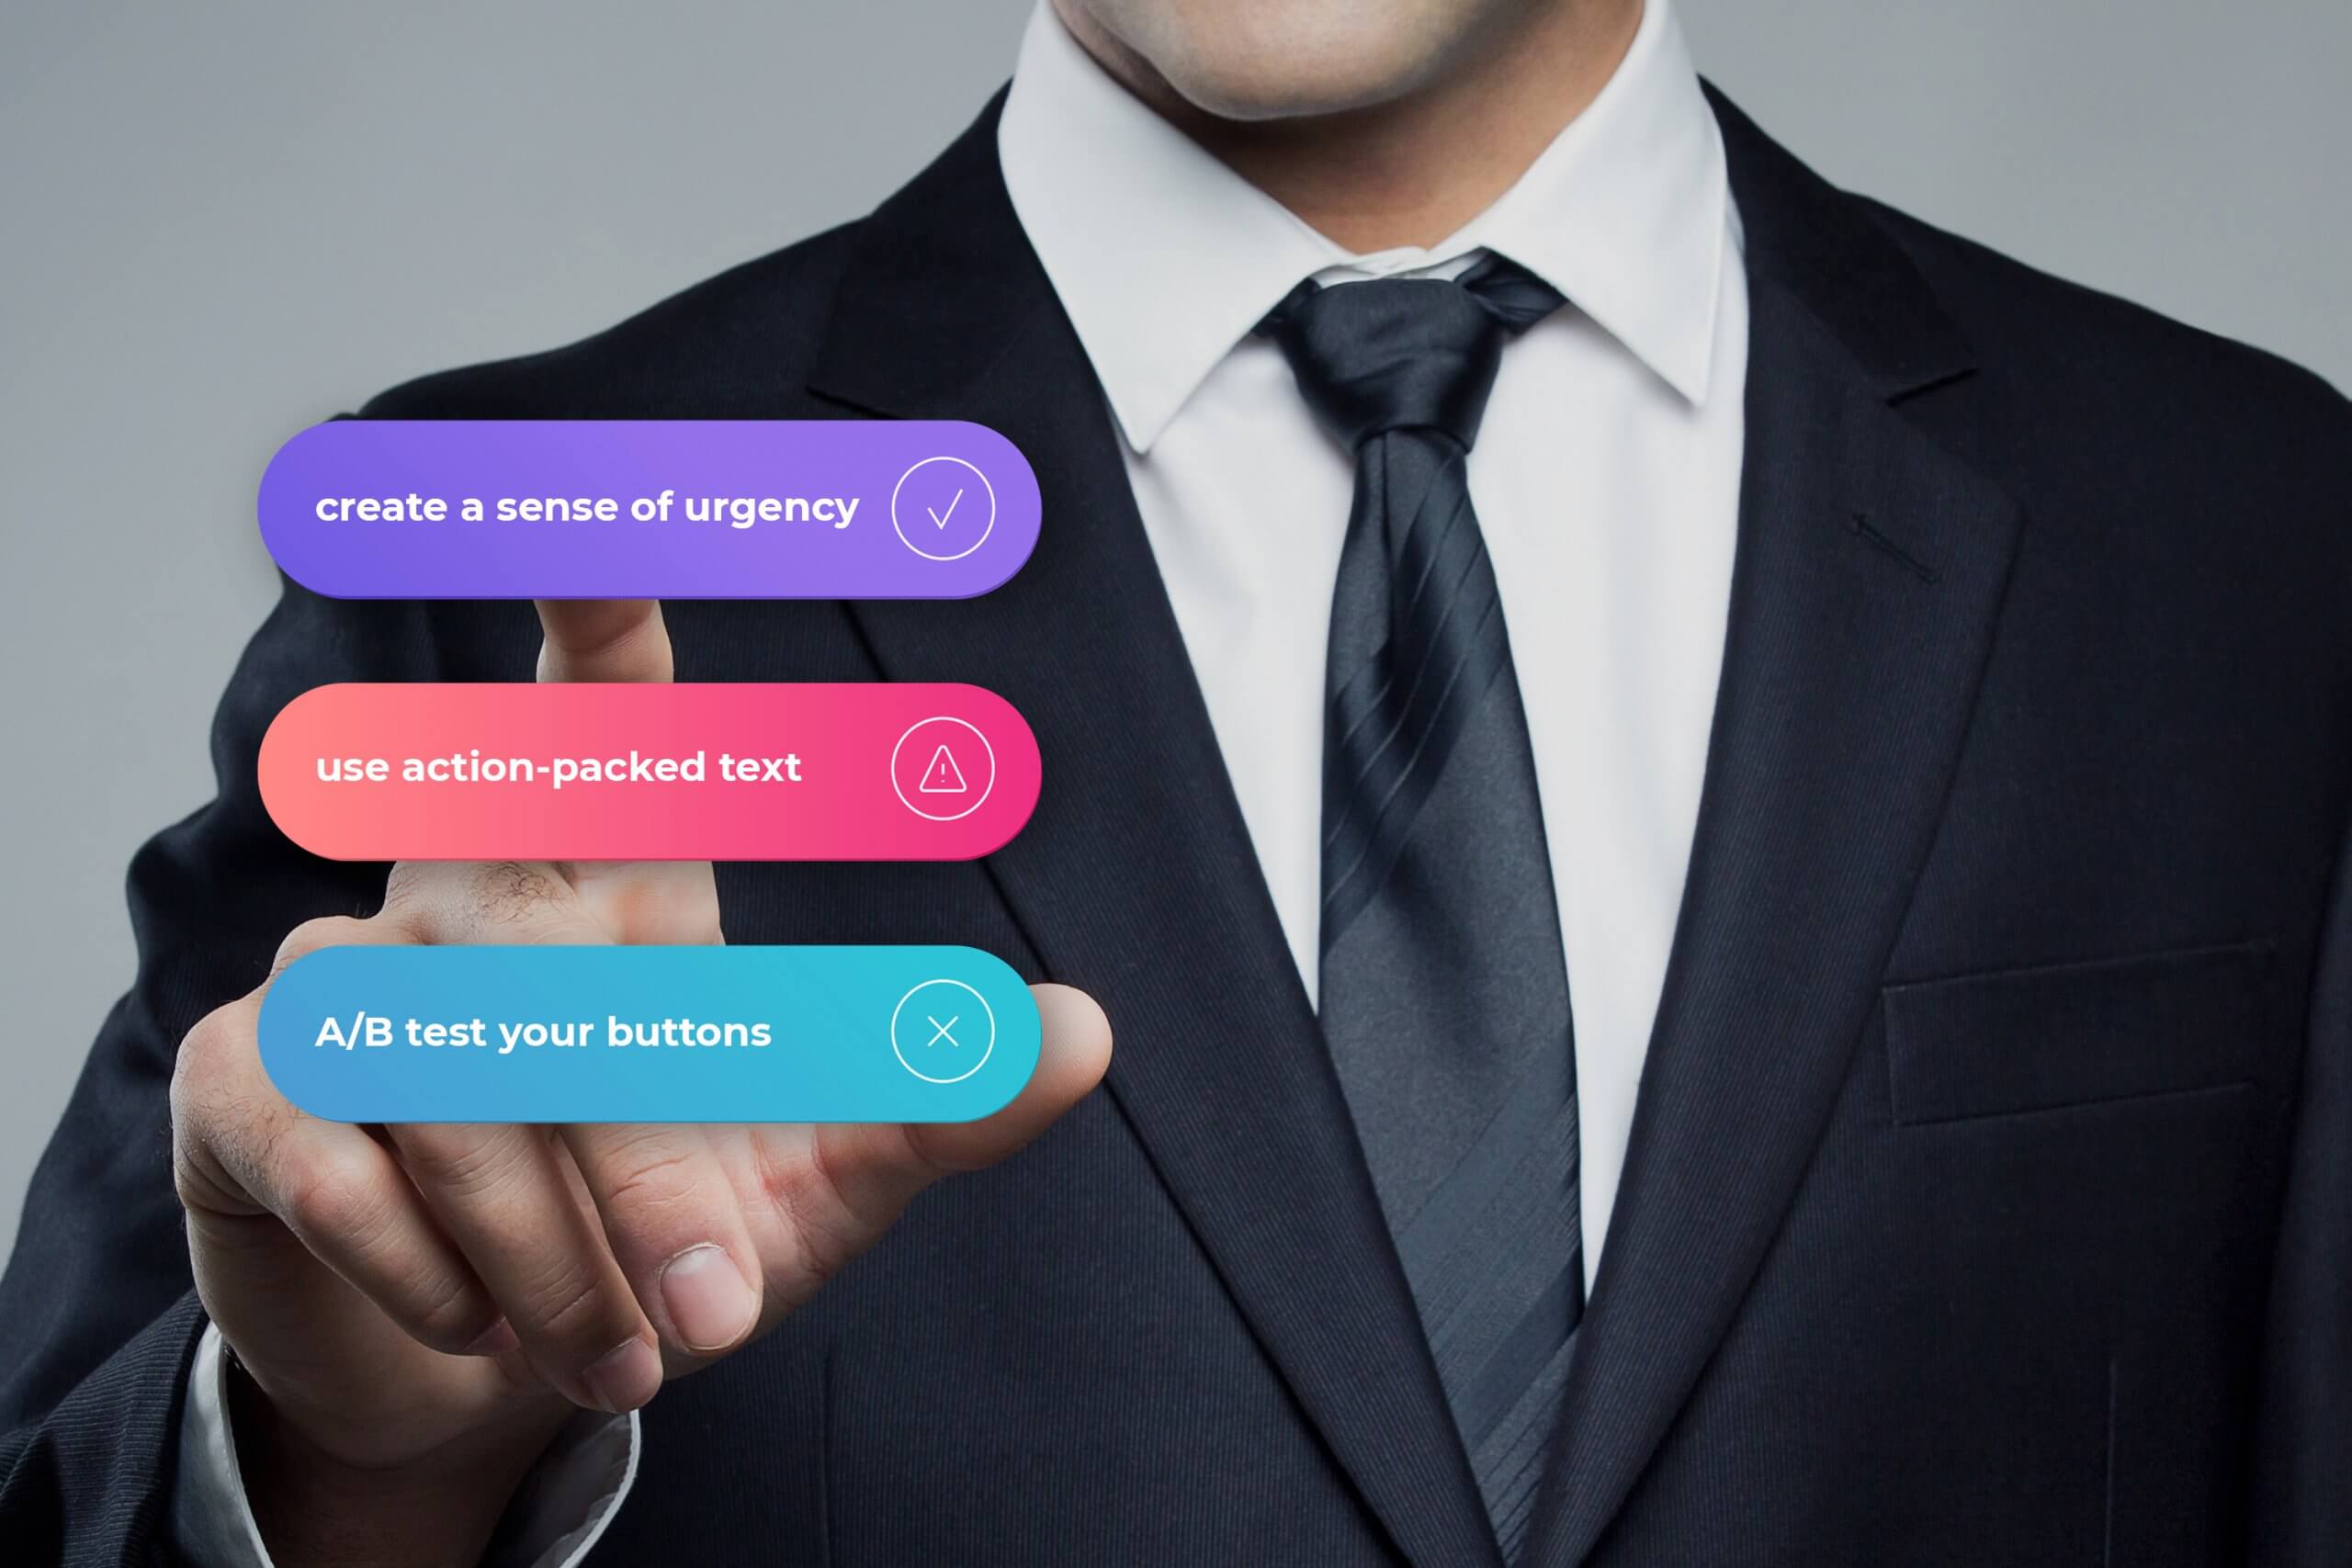 create a sense of urgency
use action-packed text
A/B test your buttons